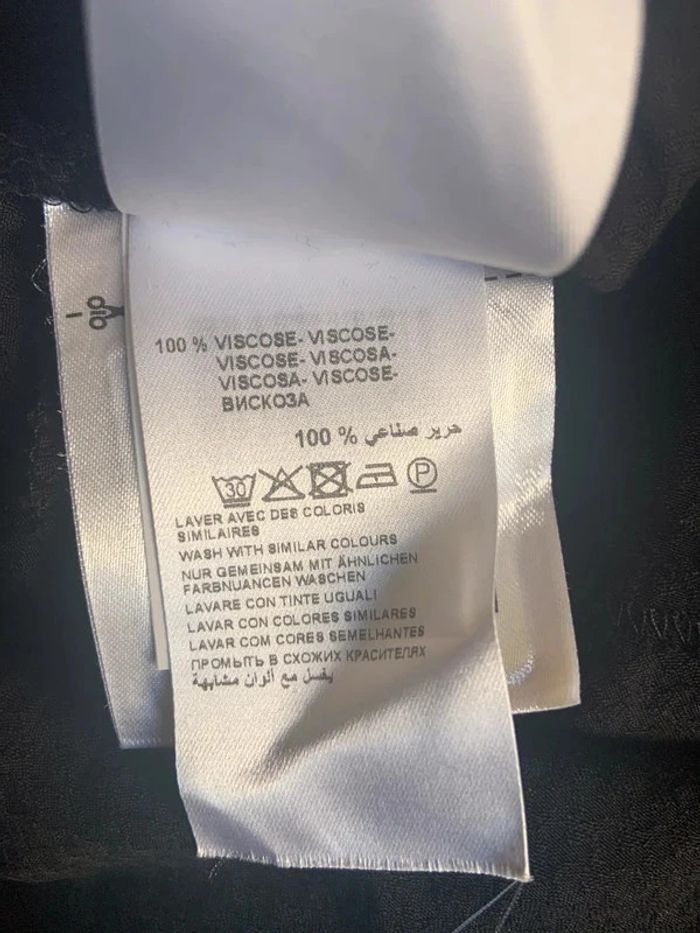 100 % VISCOSE- VISCOSE-
VISCOSE- VISCOSA-
VISCOSA- VISCOSE-
ВИСКОЗА
100 % حرير صناعي
30 P
LAVER AVEC DES COLORIS
SIMILAIRES
WASH WITH SIMILAR COLOURS
NUR GEMEINSAM MIT ÄHNLICHEN
FARBNUANCEN WASCHEN
LAVARE CON TINTE UGUALI
LAVAR CON COLORES SIMILARES
LAVAR COM CORES SEMELHANTES
ПРОМЫТЬ В СХОЖИХ КРАСИТЕЛЯХ
يغسل مع ألوان مشابهة